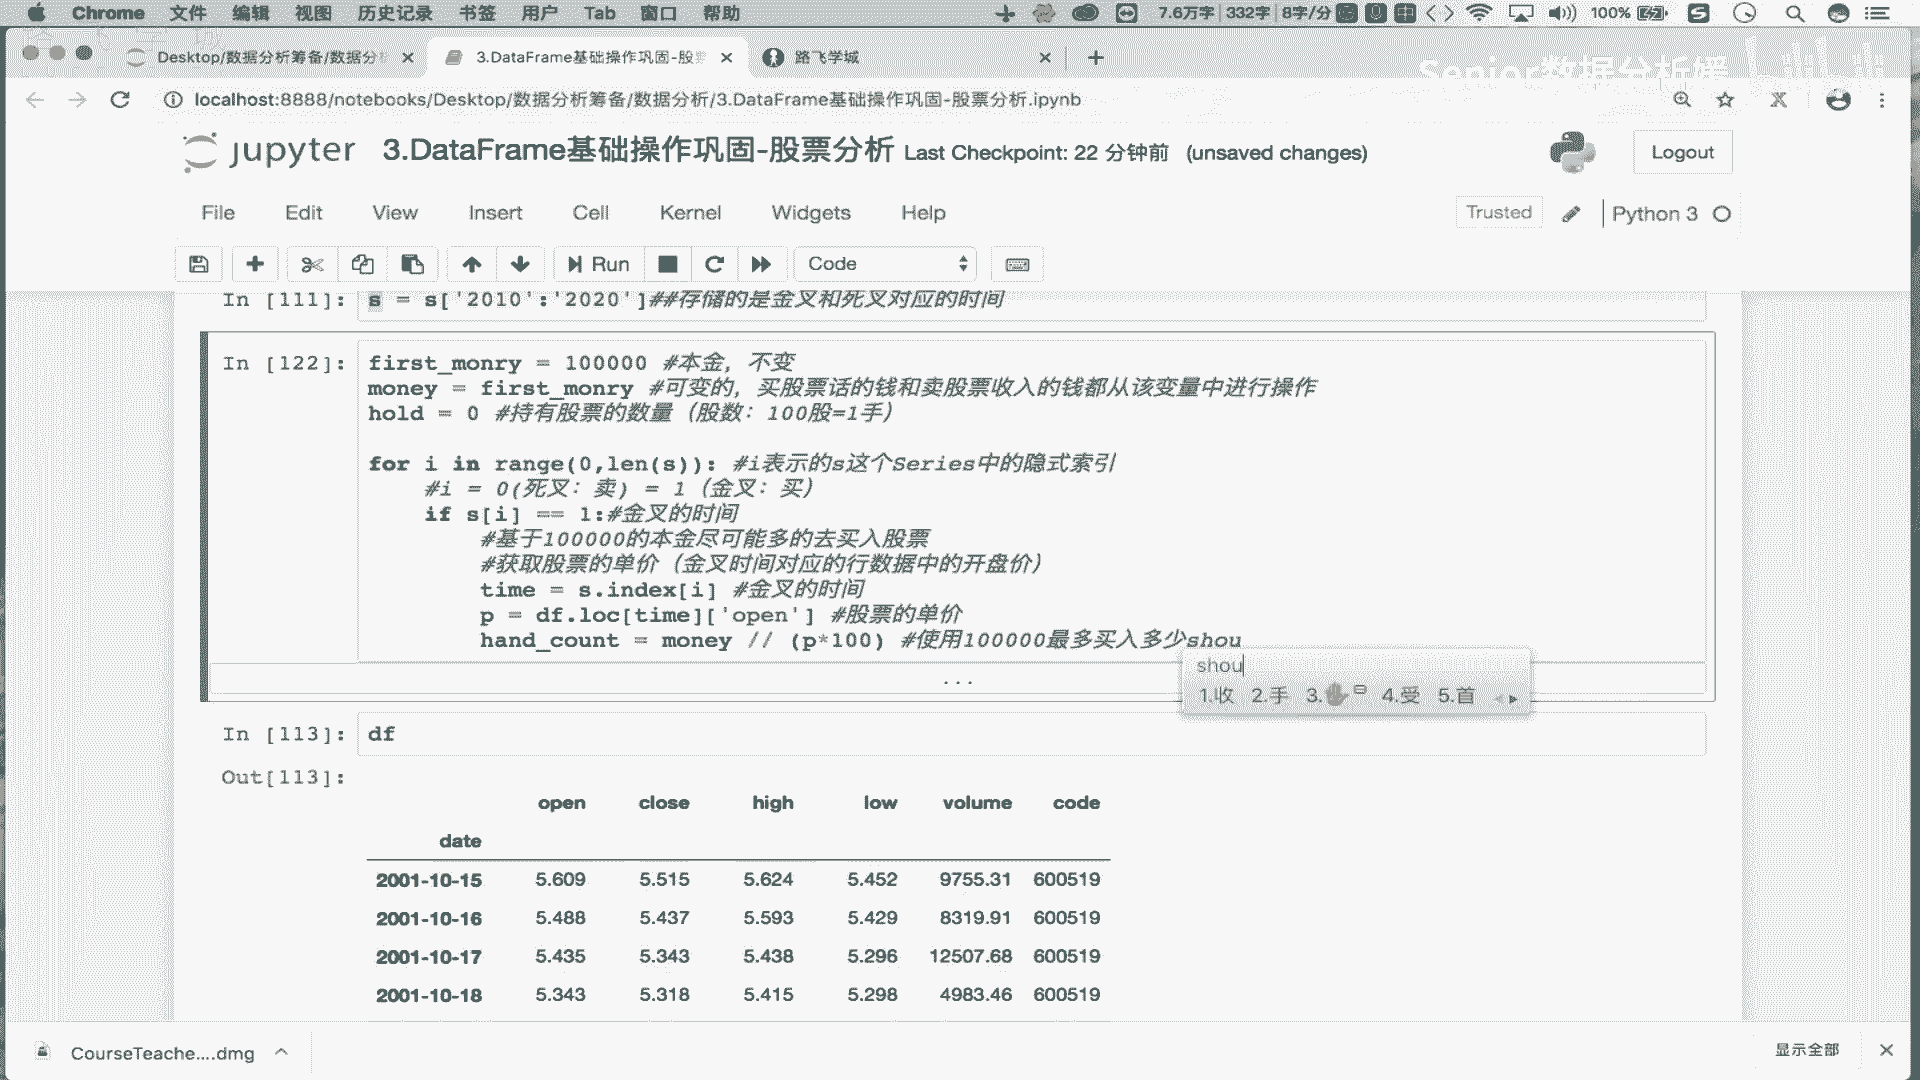 Chrome 文件 编辑 视图 历史记录 书签 用户 Tab 窗口 帮助 7.6万字 332字 8字/分 100%
Desktop/数据分析筹备/数据分析 3.DataFrame基础操作巩固-股票 路飞学城
Senior数据分析媛 bilibili
localhost:8888/notebooks/Desktop/数据分析筹备/数据分析/3.DataFrame基础操作巩固-股票分析.ipynb
jupyter 3.DataFrame基础操作巩固-股票分析 Last Checkpoint: 22 分钟前 (unsaved changes) Logout
File Edit View Insert Cell Kernel Widgets Help Trusted Python 3
Run Code
In [111]: s = s['2010':'2020']##存储的是金叉和死叉对应的时间
In [122]: first_monry = 100000 #本金，不变
money = first_monry #可变的，买股票话的钱和卖股票收入的钱都从该变量中进行操作
hold = 0 #持有股票的数量（股数：100股=1手）
for i in range(0,len(s)): #i表示的s这个Series中的隐式索引
#i = 0(死叉：卖) = 1（金叉：买）
if s[i] == 1:#金叉的时间
#基于100000的本金尽可能多的去买入股票
#获取股票的单价（金叉时间对应的行数据中的开盘价）
time = s.index[i] #金叉的时间
p = df.loc[time]['open'] #股票的单价
hand_count = money // (p*100) #使用100000最多买入多少shou
shou
1.收 2.手 3.✋ 4.受 5.首
...
In [113]: df
Out[113]:
open close high low volume code
date
2001-10-15 5.609 5.515 5.624 5.452 9755.31 600519
2001-10-16 5.488 5.437 5.593 5.429 8319.91 600519
2001-10-17 5.435 5.343 5.438 5.296 12507.68 600519
2001-10-18 5.343 5.318 5.415 5.298 4983.46 600519
CourseTeache....dmg 显示全部